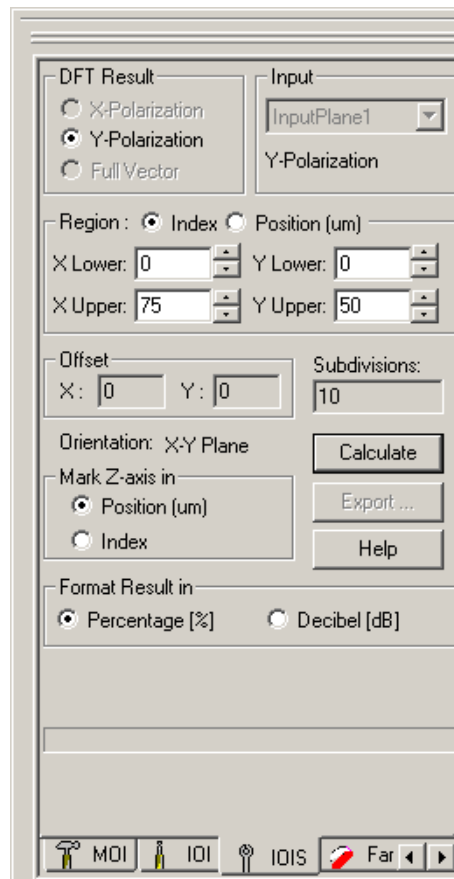 DFT Result
X-Polarization
Y-Polarization
Full Vector
Input
InputPlane1
Y-Polarization
Region : Index Position (um)
X Lower: 0 Y Lower: 0
X Upper: 75 Y Upper: 50
Offset
X : 0 Y : 0
Subdivisions:
10
Orientation: X-Y Plane
Calculate
Mark Z-axis in
Position (um)
Index
Export ...
Help
Format Result in
Percentage [%] Decibel [dB]
MOI IOI IOIS Far